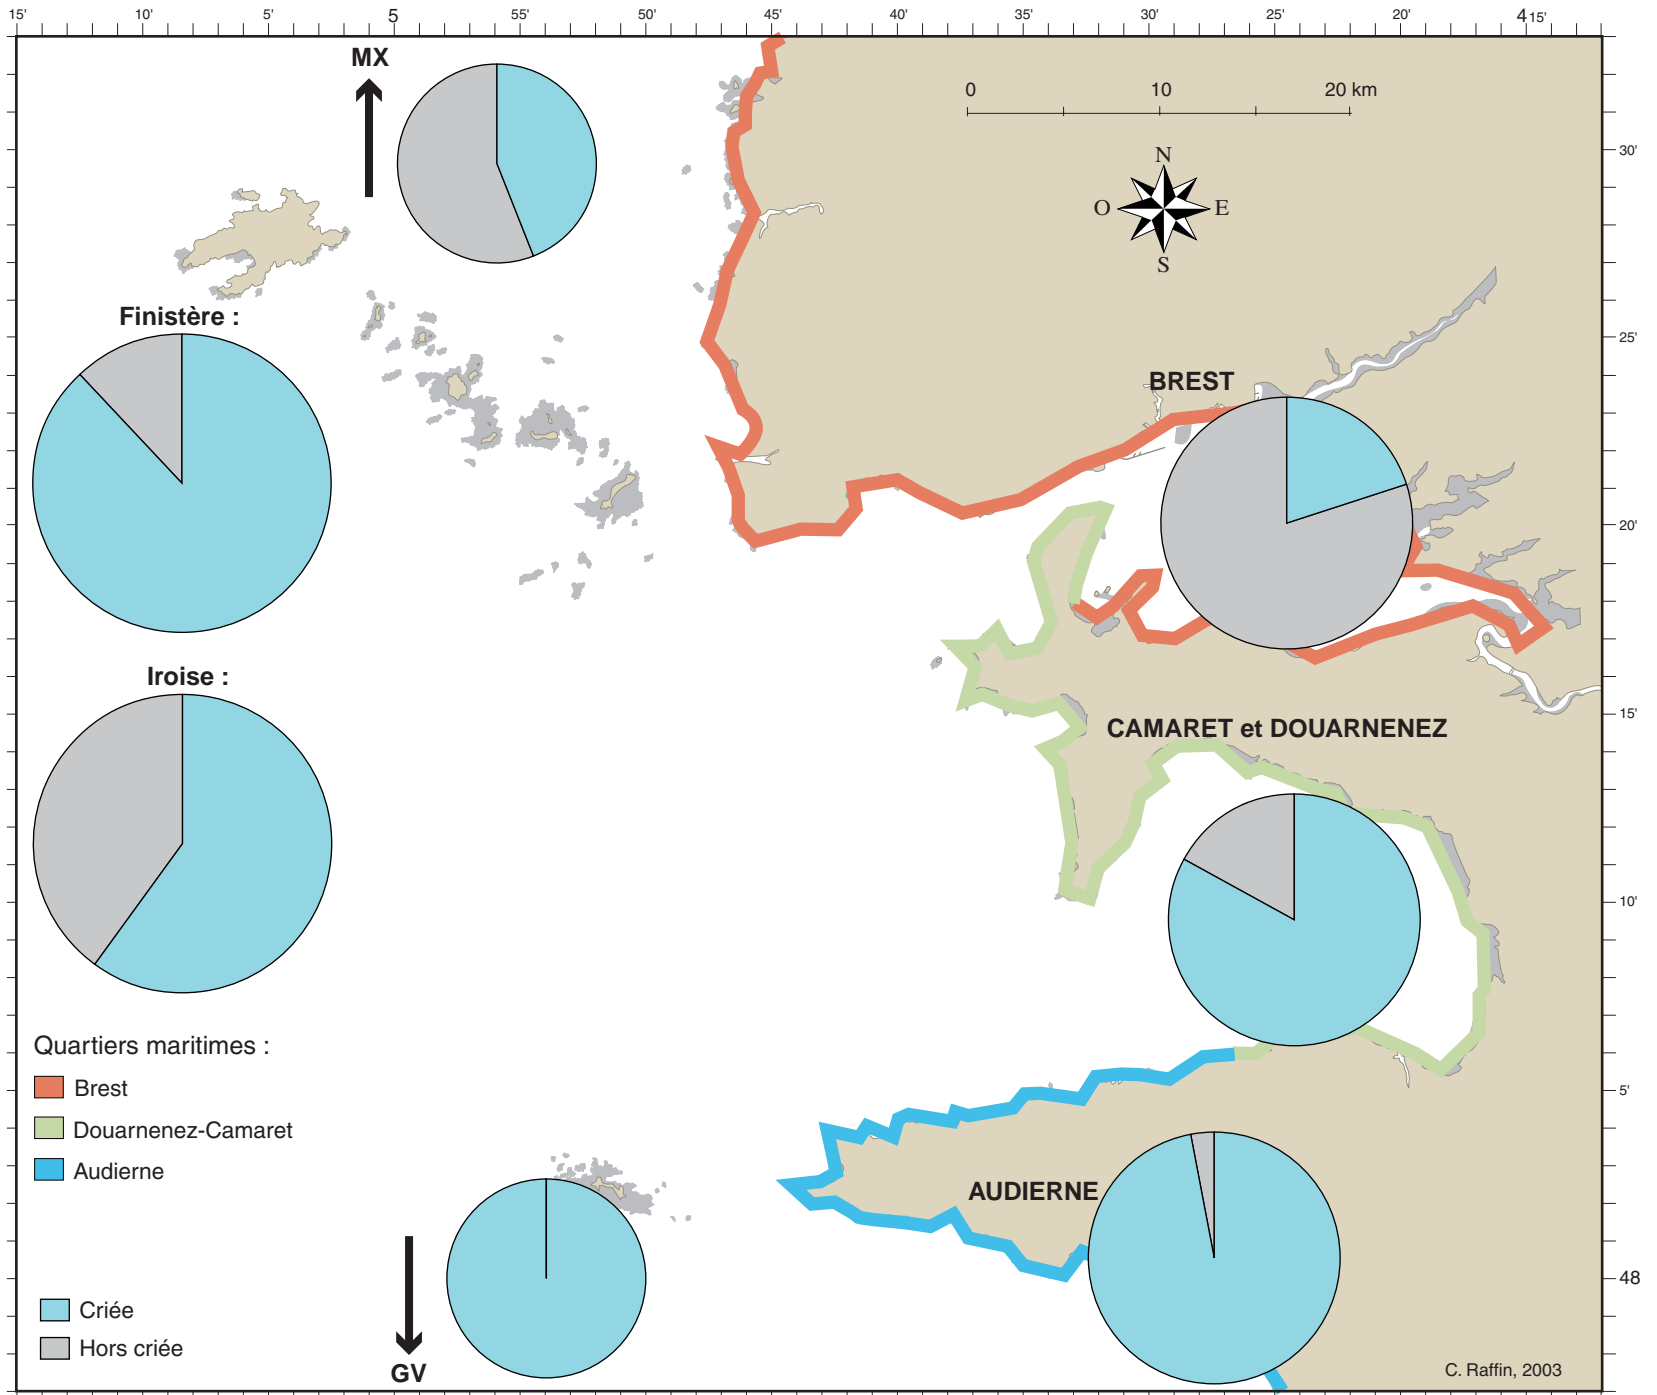 15' 10' 5' 5 55' 50' 45' 40' 35' 30' 25' 20' 4 15'
MX
0 10 20 km
N
30'
O E
S
Finistère :
25'
BREST
20'
Iroise :
15'
CAMARET et DOUARNENEZ
10'
Quartiers maritimes :
Brest
5'
Douarnenez-Camaret
Audierne
AUDIERNE
48
Criée
Hors criée
GV
C. Raffin, 2003